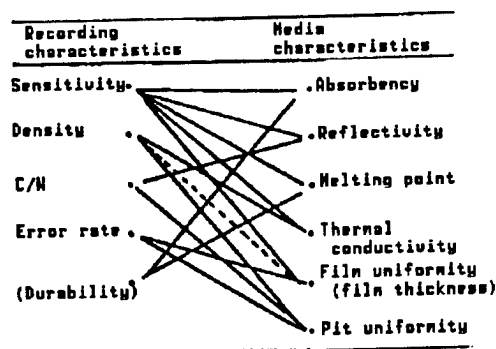 Recording
characteristics
Media
characteristics
Sensitivity
Density
C/N
Error rate
(Durability)
Absorbency
Reflectivity
Melting point
Thermal
conductivity
Film uniformity
(film thickness)
Pit uniformity